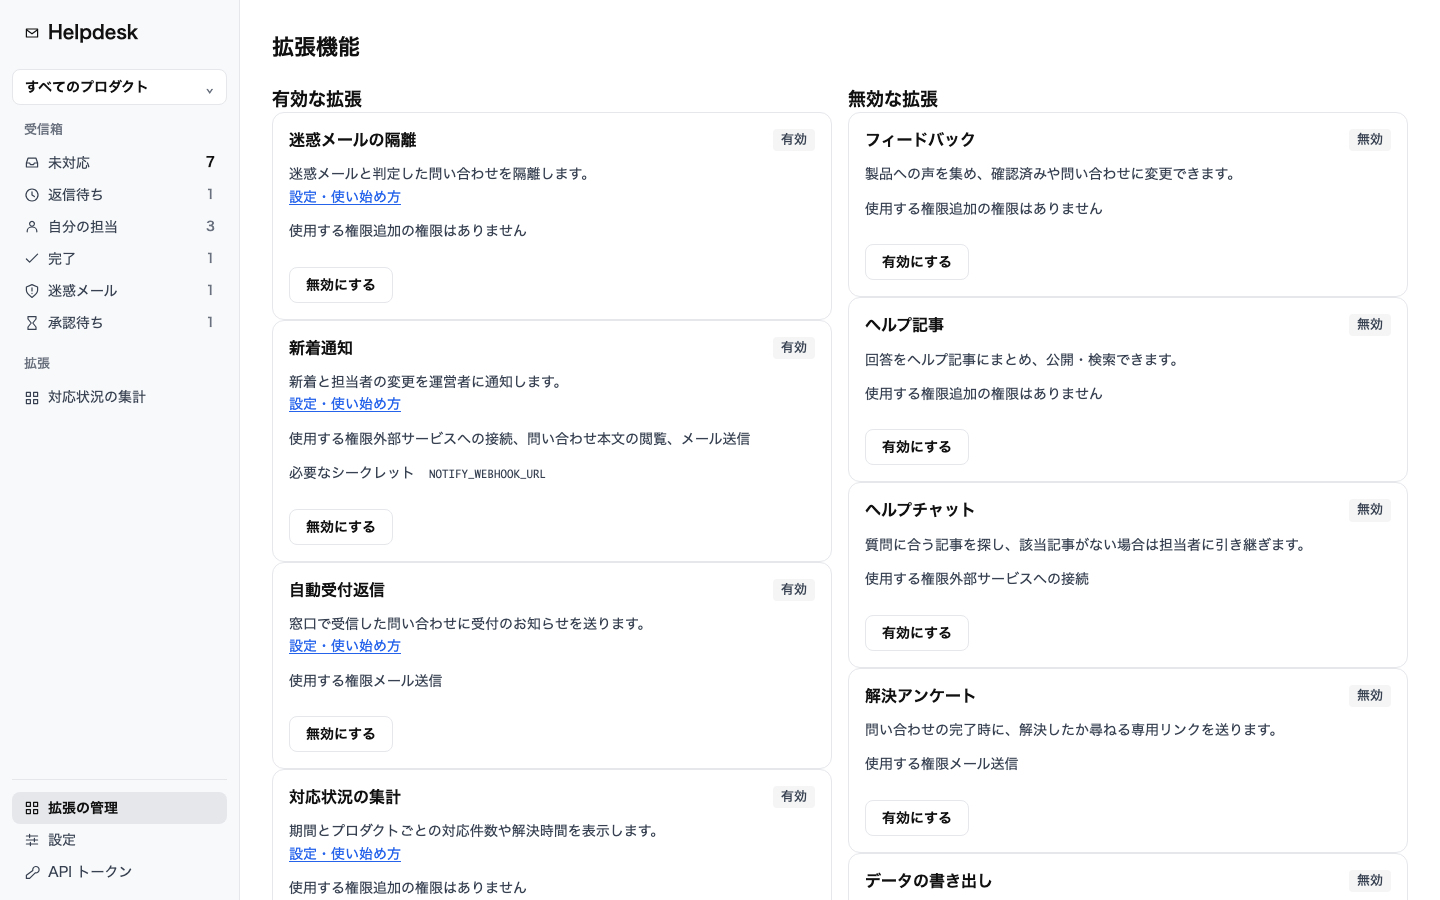 Helpdesk
すべてのプロダクト
受信箱
未対応 7
返信待ち 1
自分の担当 3
完了 1
迷惑メール 1
承認待ち 1
拡張
対応状況の集計
拡張の管理
設定
API トークン
拡張機能
有効な拡張
迷惑メールの隔離 有効
迷惑メールと判定した問い合わせを隔離します。
設定・使い始め方
使用する権限追加の権限はありません
無効にする
新着通知 有効
新着と担当者の変更を運営者に通知します。
設定・使い始め方
使用する権限外部サービスへの接続、問い合わせ本文の閲覧、メール送信
必要なシークレット NOTIFY_WEBHOOK_URL
無効にする
自動受付返信 有効
窓口で受信した問い合わせに受付のお知らせを送ります。
設定・使い始め方
使用する権限メール送信
無効にする
対応状況の集計 有効
期間とプロダクトごとの対応件数や解決時間を表示します。
設定・使い始め方
使用する権限追加の権限はありません
無効な拡張
フィードバック 無効
製品への声を集め、確認済みや問い合わせに変更できます。
使用する権限追加の権限はありません
有効にする
ヘルプ記事 無効
回答をヘルプ記事にまとめ、公開・検索できます。
使用する権限追加の権限はありません
有効にする
ヘルプチャット 無効
質問に合う記事を探し、該当記事がない場合は担当者に引き継ぎます。
使用する権限外部サービスへの接続
有効にする
解決アンケート 無効
問い合わせの完了時に、解決したか尋ねる専用リンクを送ります。
使用する権限メール送信
有効にする
データの書き出し 無効